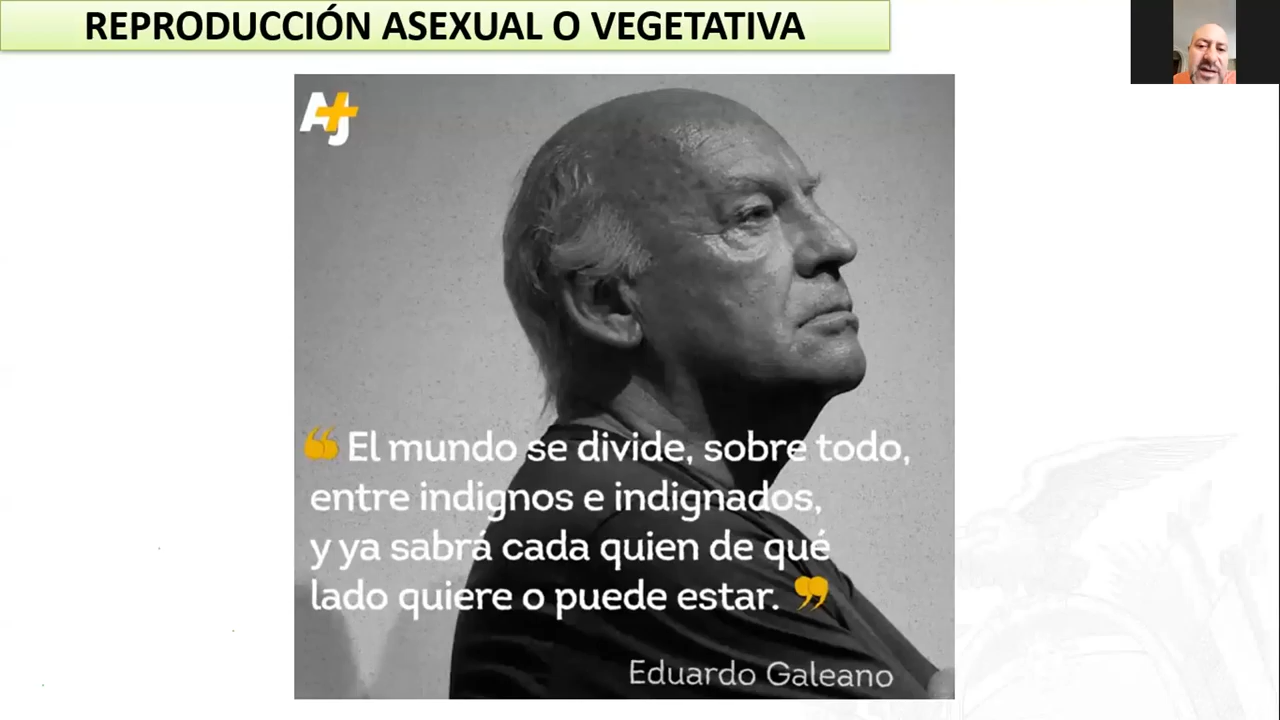 REPRODUCCIÓN ASEXUAL O VEGETATIVA
AJ+
“ El mundo se divide, sobre todo,
entre indignos e indignados,
y ya sabrá cada quien de qué
lado quiere o puede estar. ”
Eduardo Galeano